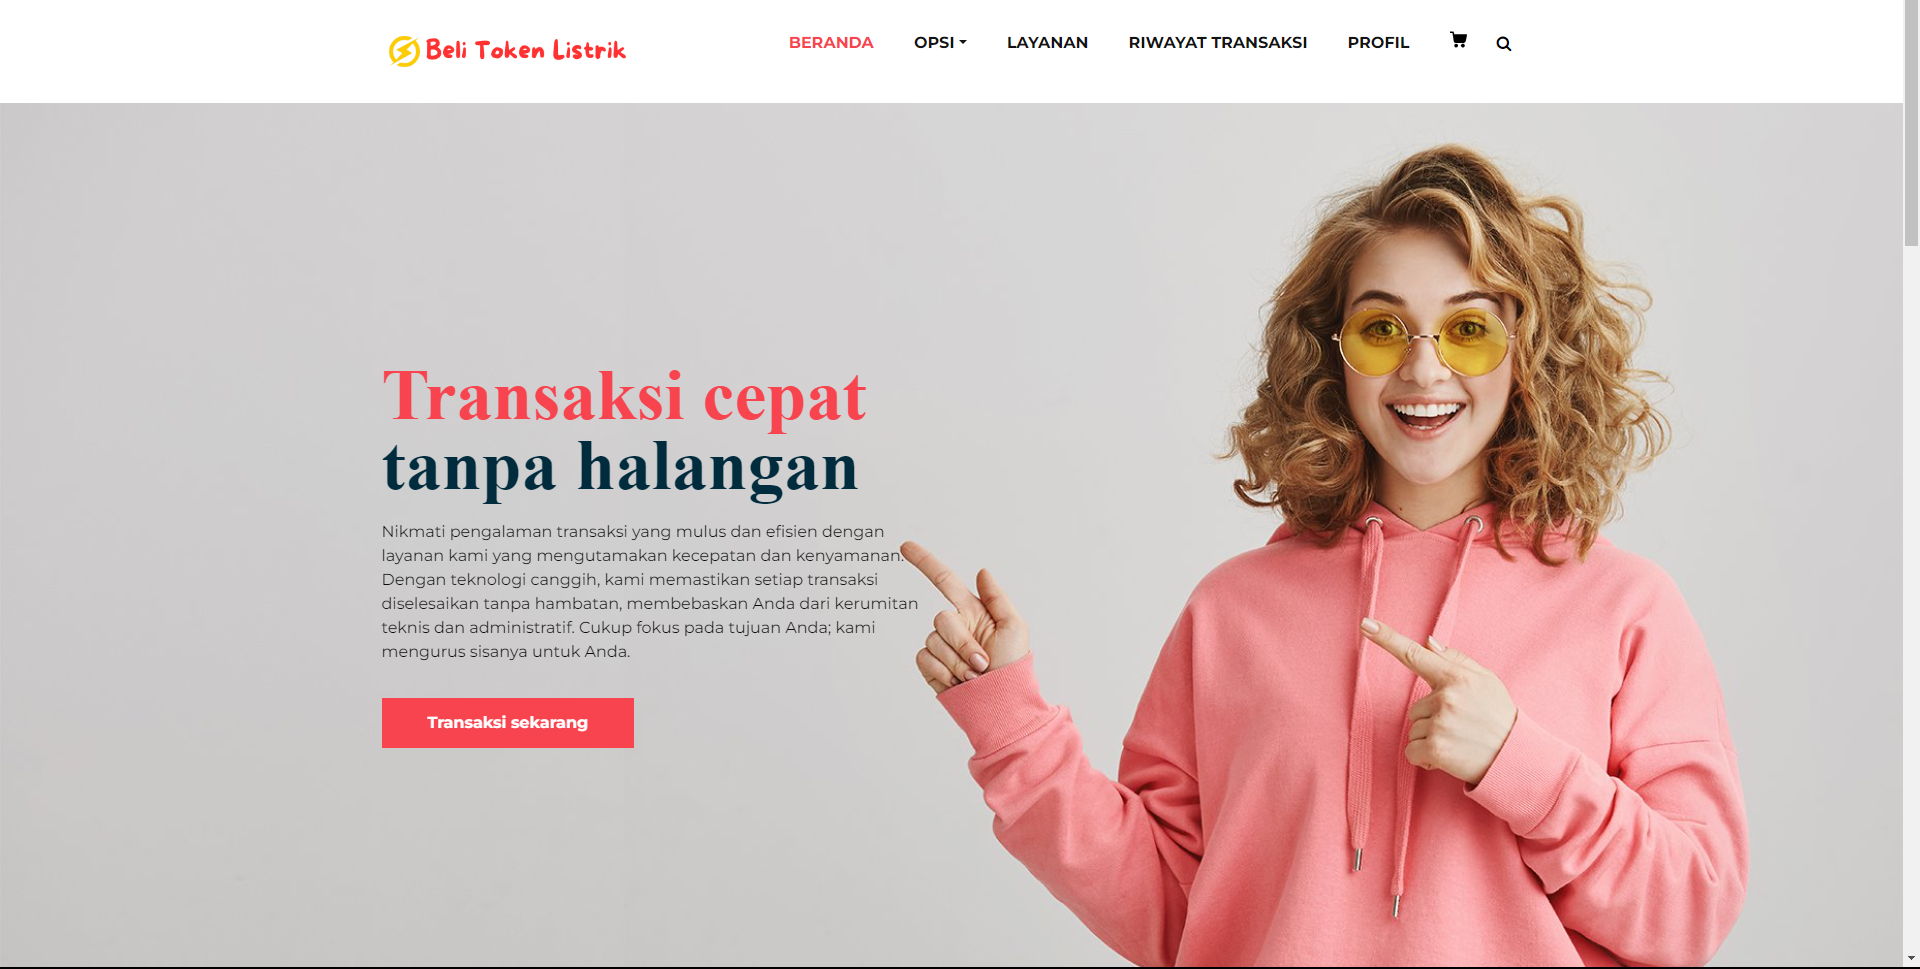 Beli Token Listrik
BERANDA
OPSI
LAYANAN
RIWAYAT TRANSAKSI
PROFIL
Transaksi cepat
tanpa halangan
Nikmati pengalaman transaksi yang mulus dan efisien dengan
layanan kami yang mengutamakan kecepatan dan kenyamanan.
Dengan teknologi canggih, kami memastikan setiap transaksi
diselesaikan tanpa hambatan, membebaskan Anda dari kerumitan
teknis dan administratif. Cukup fokus pada tujuan Anda; kami
mengurus sisanya untuk Anda.
Transaksi sekarang